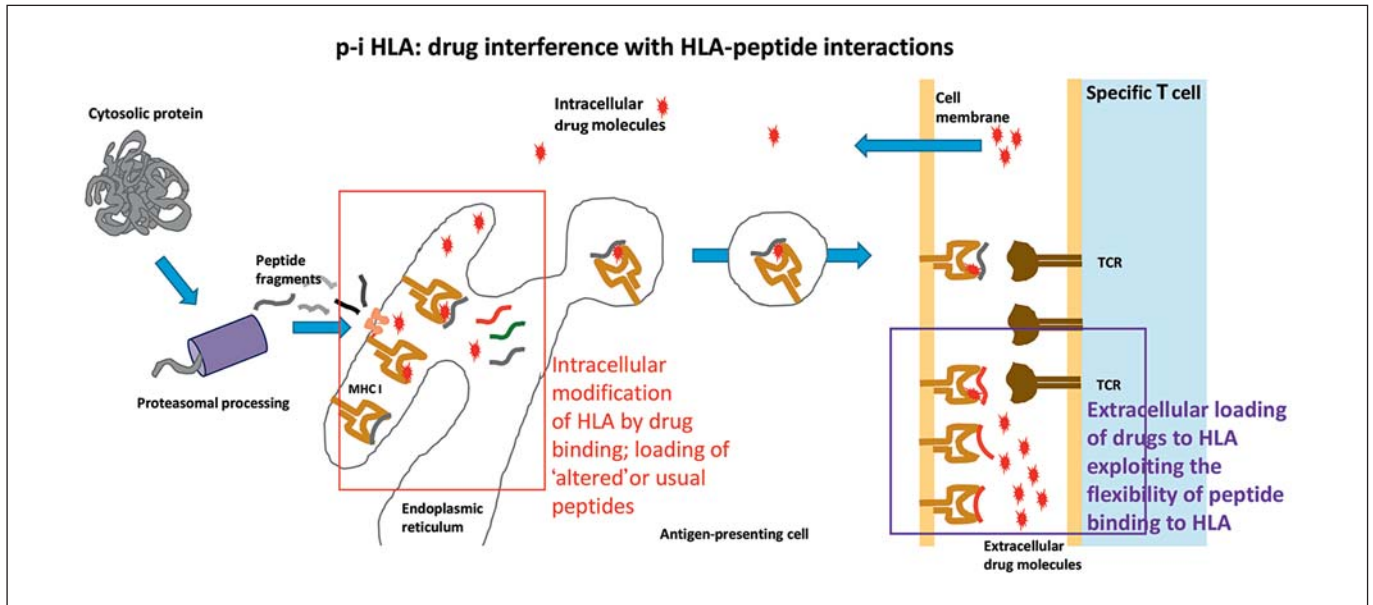 p-i HLA: drug interference with HLA-peptide interactions
Cytosolic protein
Intracellular
drug molecules
Cell
membrane
Specific T cell
Peptide
fragments
TCR
MHC I
Proteasomal processing
TCR
Intracellular
modification
of HLA by drug
binding; loading of
‘altered’ or usual
peptides
Extracellular loading
of drugs to HLA
exploiting the
flexibility of peptide
binding to HLA
Endoplasmic
reticulum
Antigen-presenting cell
Extracellular
drug molecules